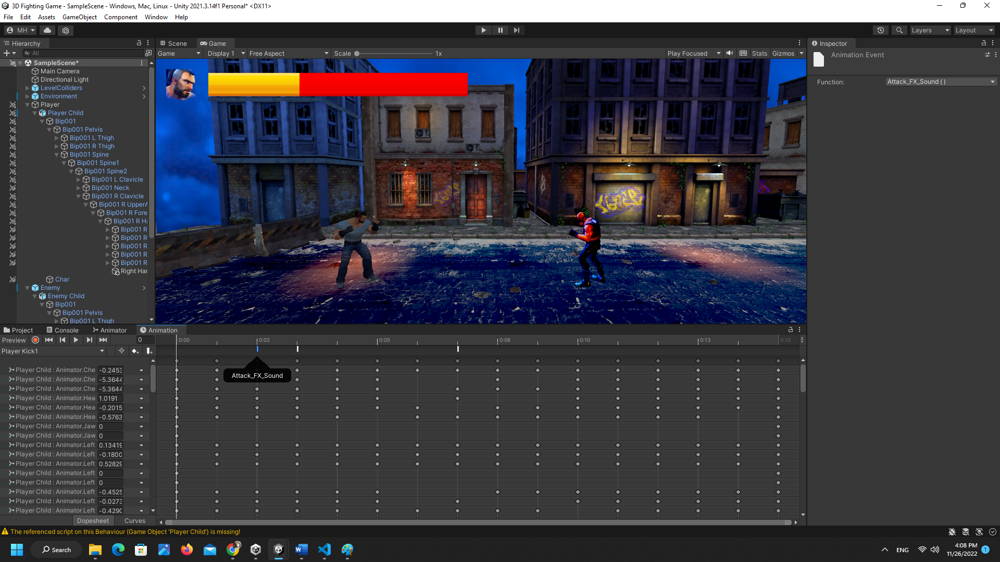 3D Fighting Game - SampleScene - Windows, Mac, Linux - Unity 2021.3.14f1 Personal* <DX11>
File Edit Assets GameObject Component Window Help
MH
Layers Layout
Hierarchy
All
SampleScene*
Main Camera
Directional Light
LevelColliders
Environment
Player
Player Child
Bip001
Bip001 Pelvis
Bip001 L Thigh
Bip001 R Thigh
Bip001 Spine
Bip001 Spine1
Bip001 Spine2
Bip001 L Clavicle
Bip001 Neck
Bip001 R Clavicle
Bip001 R UpperA
Bip001 R Fore
Bip001 R Ha
Bip001 R
Bip001 R
Bip001 R
Bip001 R
Bip001 R
Right Har
Char
Enemy
Enemy Child
Bip001
Bip001 Pelvis
Bip001 L Thigh
Scene Game
Game Display 1 Free Aspect Scale 1x Play Focused Stats Gizmos
Inspector
Animation Event
Function: Attack_FX_Sound ( )
Project Console Animator Animation
Preview 0
0:00 0:02 0:05 0:08 0:10 0:13 0:15
Player Kick1
Attack_FX_Sound
Player Child : Animator.Che -0.2453
Player Child : Animator.Che -5.3644
Player Child : Animator.Che -5.3644
Player Child : Animator.Hea 1.0191
Player Child : Animator.Hea -0.2015
Player Child : Animator.Hea -0.5763
Player Child : Animator.Jaw 0
Player Child : Animator.Jaw 0
Player Child : Animator.Left 0.13419
Player Child : Animator.Left -0.1800
Player Child : Animator.Left 0.52829
Player Child : Animator.Left 0
Player Child : Animator.Left 0
Player Child : Animator.Left -0.4525
Player Child : Animator.Left -0.0273
Player Child : Animator.Left -0.4290
Dopesheet Curves
The referenced script on this Behaviour (Game Object 'Player Child') is missing!
Search
ENG
4:08 PM
11/26/2022
1